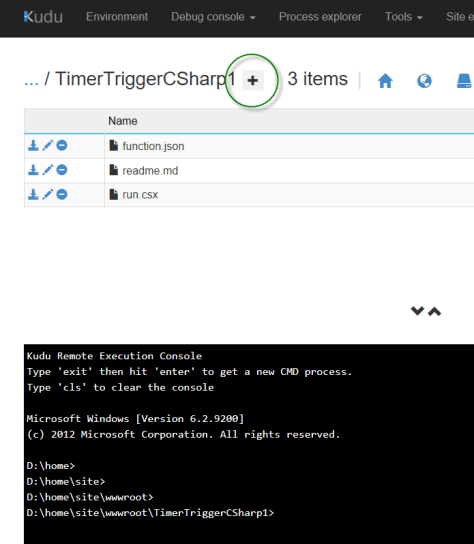 Kudu Environment Debug console Process explorer Tools Site e
... / TimerTriggerCSharp1 + 3 items
Name
function.json
readme.md
run.csx
Kudu Remote Execution Console
Type 'exit' then hit 'enter' to get a new CMD process.
Type 'cls' to clear the console
Microsoft Windows [Version 6.2.9200]
(c) 2012 Microsoft Corporation. All rights reserved.
D:\home>
D:\home\site>
D:\home\site\wwwroot>
D:\home\site\wwwroot\TimerTriggerCSharp1>